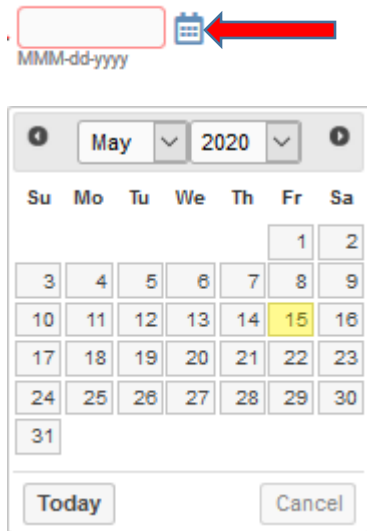 MMM-dd-yyyy
May 2020
Su Mo Tu We Th Fr Sa
1 2
3 4 5 6 7 8 9
10 11 12 13 14 15 16
17 18 19 20 21 22 23
24 25 26 27 28 29 30
31
Today Cancel